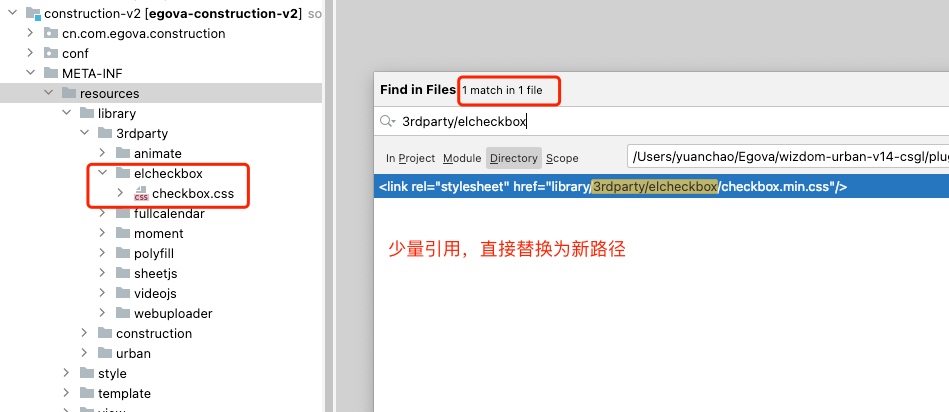 construction-v2 [egova-construction-v2] so
cn.com.egova.construction
conf
META-INF
resources
library
3rdparty
animate
elcheckbox
checkbox.css
fullcalendar
moment
polyfill
sheetjs
videojs
webuploader
construction
urban
style
template
Find in Files 1 match in 1 file
3rdparty/elcheckbox
In Project Module Directory Scope /Users/yuanchao/Egova/wizdom-urban-v14-csgl/plug
<link rel="stylesheet" href="library/3rdparty/elcheckbox/checkbox.min.css"/>
少量引用，直接替换为新路径